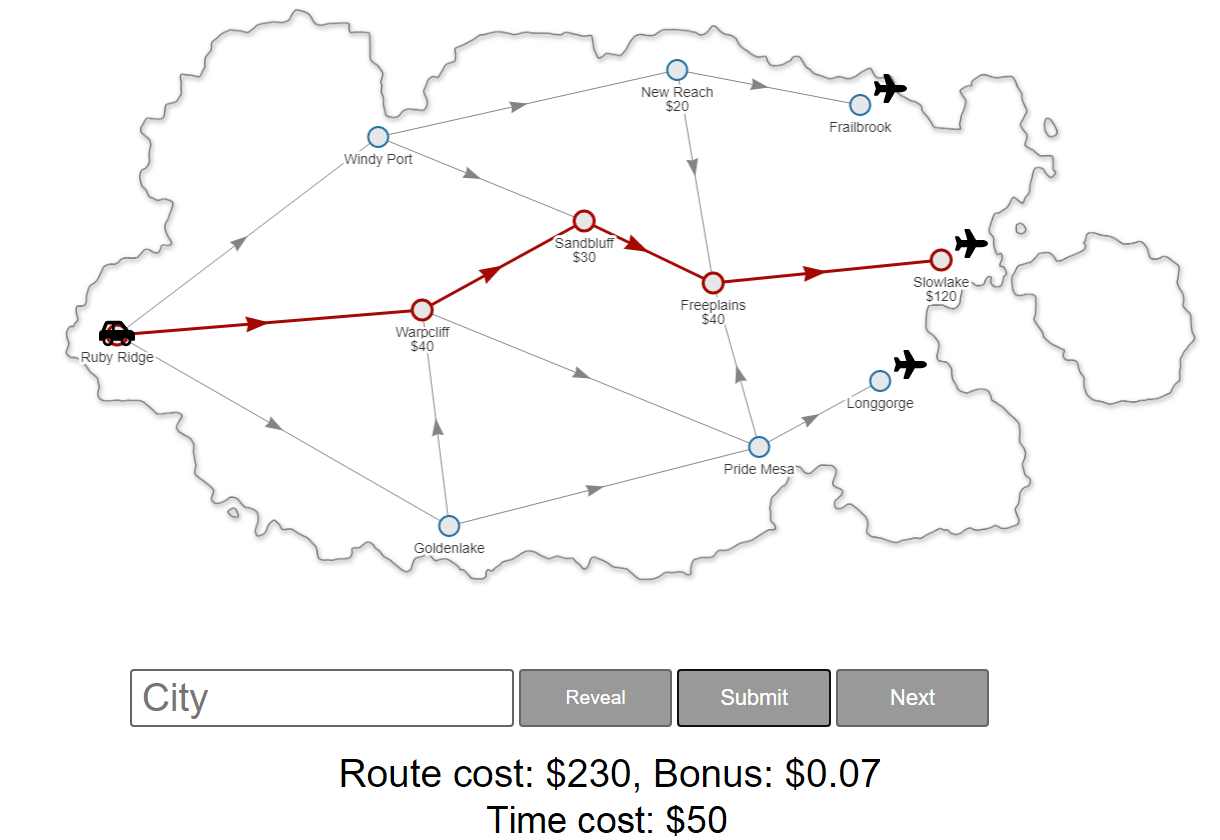 New Reach
$20
Frailbrook
Windy Port
Sandbluff
$30
Slowlake
$120
Freeplains
$40
Warpcliff
$40
Ruby Ridge
Longgorge
Pride Mesa
Goldenlake
City
Reveal
Submit
Next
Route cost: $230, Bonus: $0.07
Time cost: $50